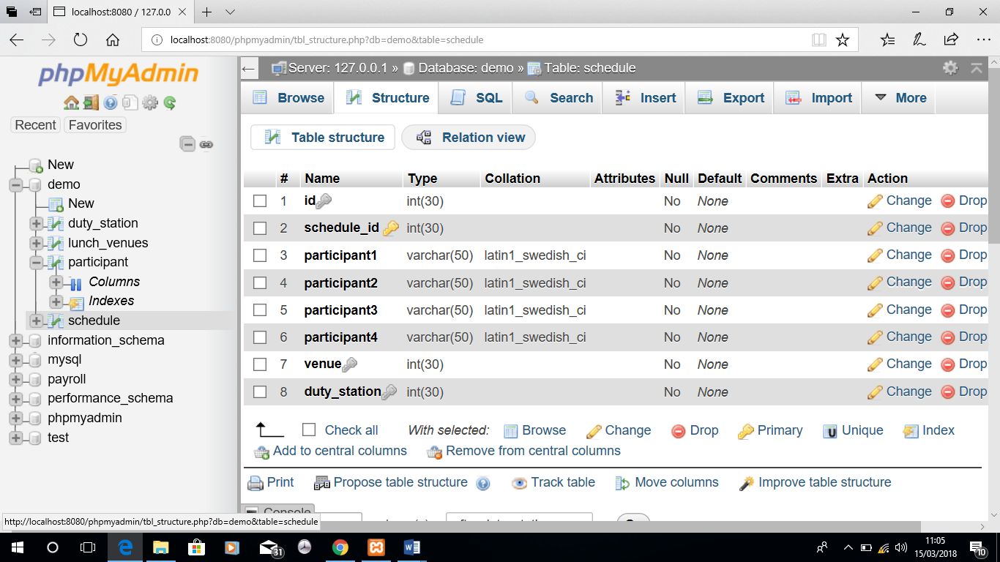 localhost:8080 / 127.0.0
localhost:8080/phpmyadmin/tbl_structure.php?db=demo&table=schedule
phpMyAdmin
Recent Favorites
New
demo
New
duty_station
lunch_venues
participant
Columns
Indexes
schedule
information_schema
mysql
payroll
performance_schema
phpmyadmin
test
Server: 127.0.0.1 » Database: demo » Table: schedule
Browse Structure SQL Search Insert Export Import More
Table structure Relation view
# Name Type Collation Attributes Null Default Comments Extra Action
1 id int(30) No None Change Drop
2 schedule_id int(30) No None Change Drop
3 participant1 varchar(50) latin1_swedish_ci No None Change Drop
4 participant2 varchar(50) latin1_swedish_ci No None Change Drop
5 participant3 varchar(50) latin1_swedish_ci No None Change Drop
6 participant4 varchar(50) latin1_swedish_ci No None Change Drop
7 venue int(30) No None Change Drop
8 duty_station int(30) No None Change Drop
Check all With selected: Browse Change Drop Primary Unique Index
Add to central columns Remove from central columns
Print Propose table structure Track table Move columns Improve table structure
Console
http://localhost:8080/phpmyadmin/tbl_structure.php?db=demo&table=schedule
31
11:05
15/03/2018
10